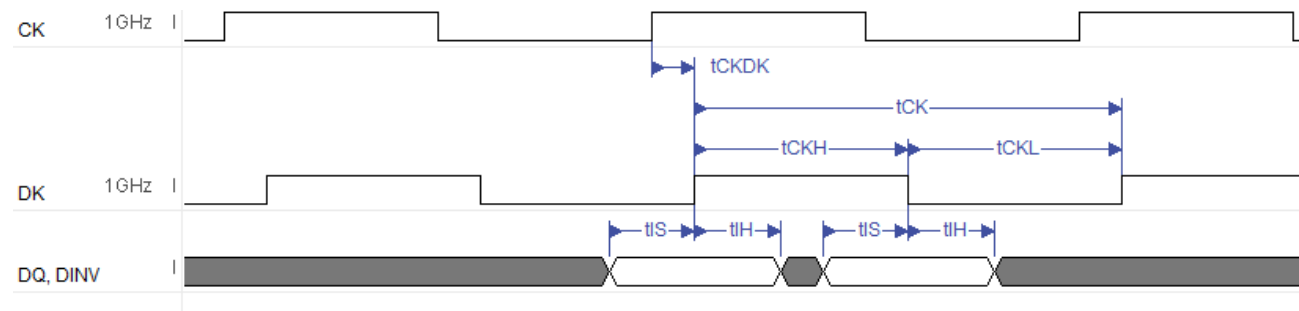 CK 1GHz
tCKDK
tCK
tCKH tCKL
DK 1GHz
tIS tIH tIS tIH
DQ, DINV